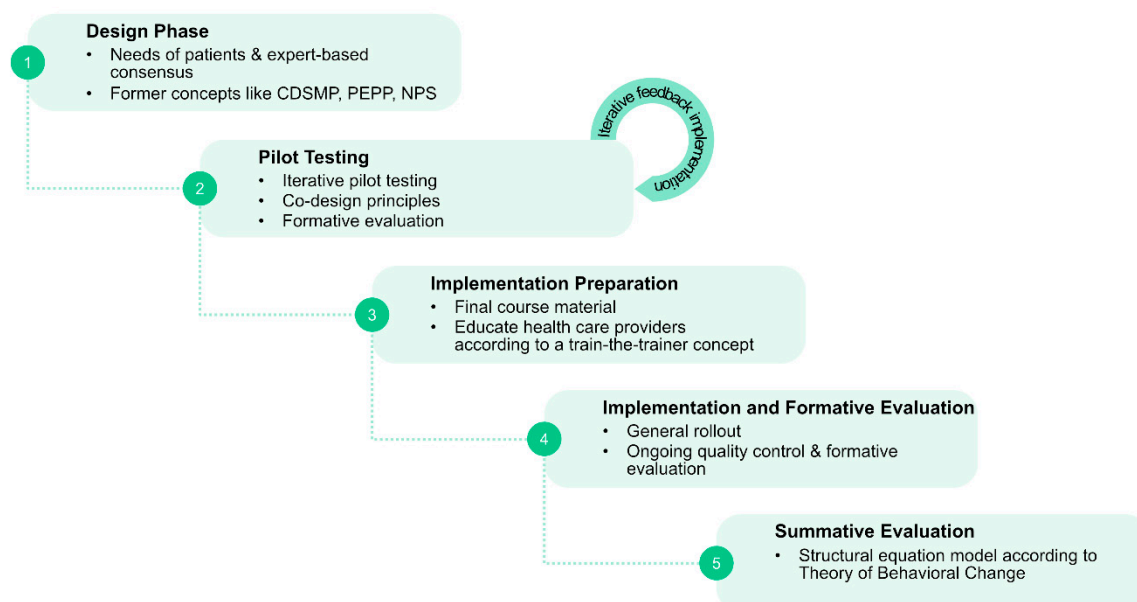 1
Design Phase
• Needs of patients & expert-based
consensus
• Former concepts like CDSMP, PEPP, NPS
Iterative feedback implementation
2
Pilot Testing
• Iterative pilot testing
• Co-design principles
• Formative evaluation
3
Implementation Preparation
• Final course material
• Educate health care providers
according to a train-the-trainer concept
4
Implementation and Formative Evaluation
• General rollout
• Ongoing quality control & formative
evaluation
5
Summative Evaluation
• Structural equation model according to
Theory of Behavioral Change